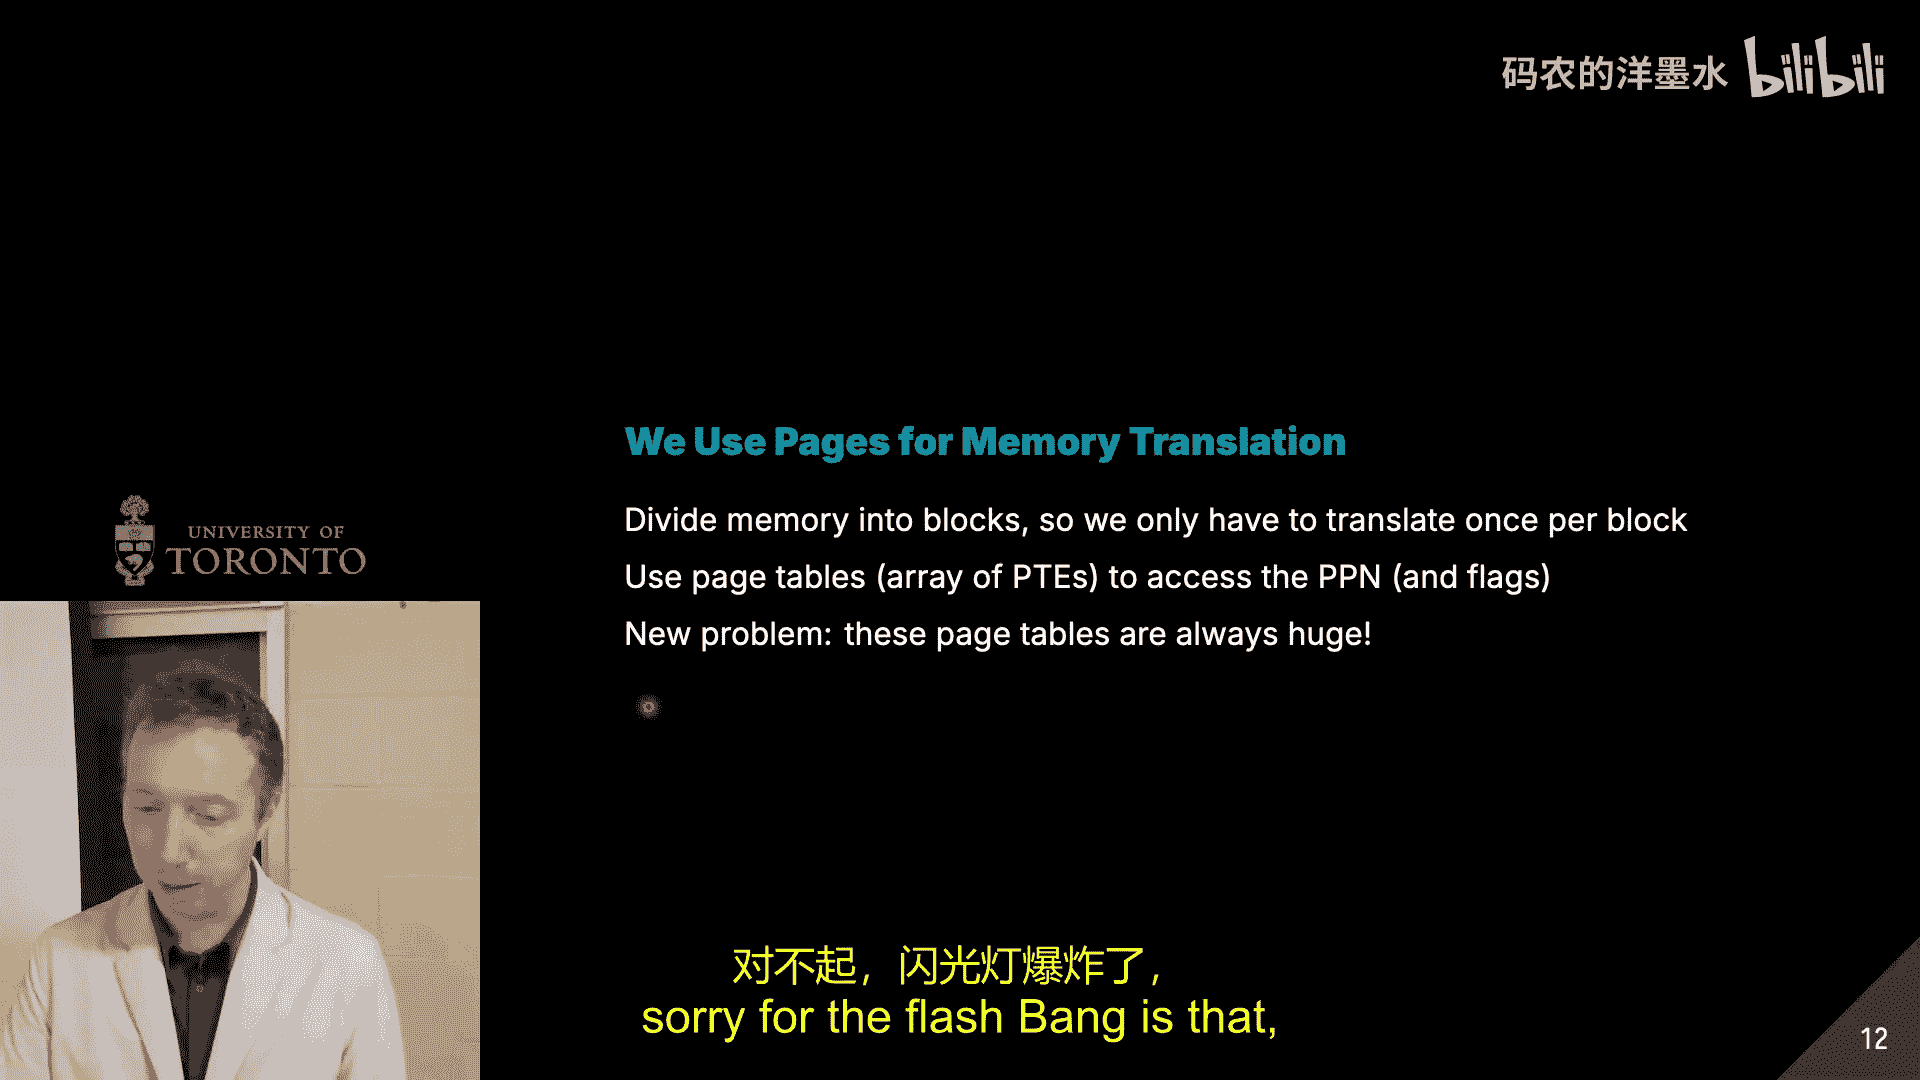 码农的洋墨水 bilibili
We Use Pages for Memory Translation
Divide memory into blocks, so we only have to translate once per block
Use page tables (array of PTEs) to access the PPN (and flags)
New problem: these page tables are always huge!
UNIVERSITY OF
TORONTO
对不起，闪光灯爆炸了，
sorry for the flash Bang is that,
12